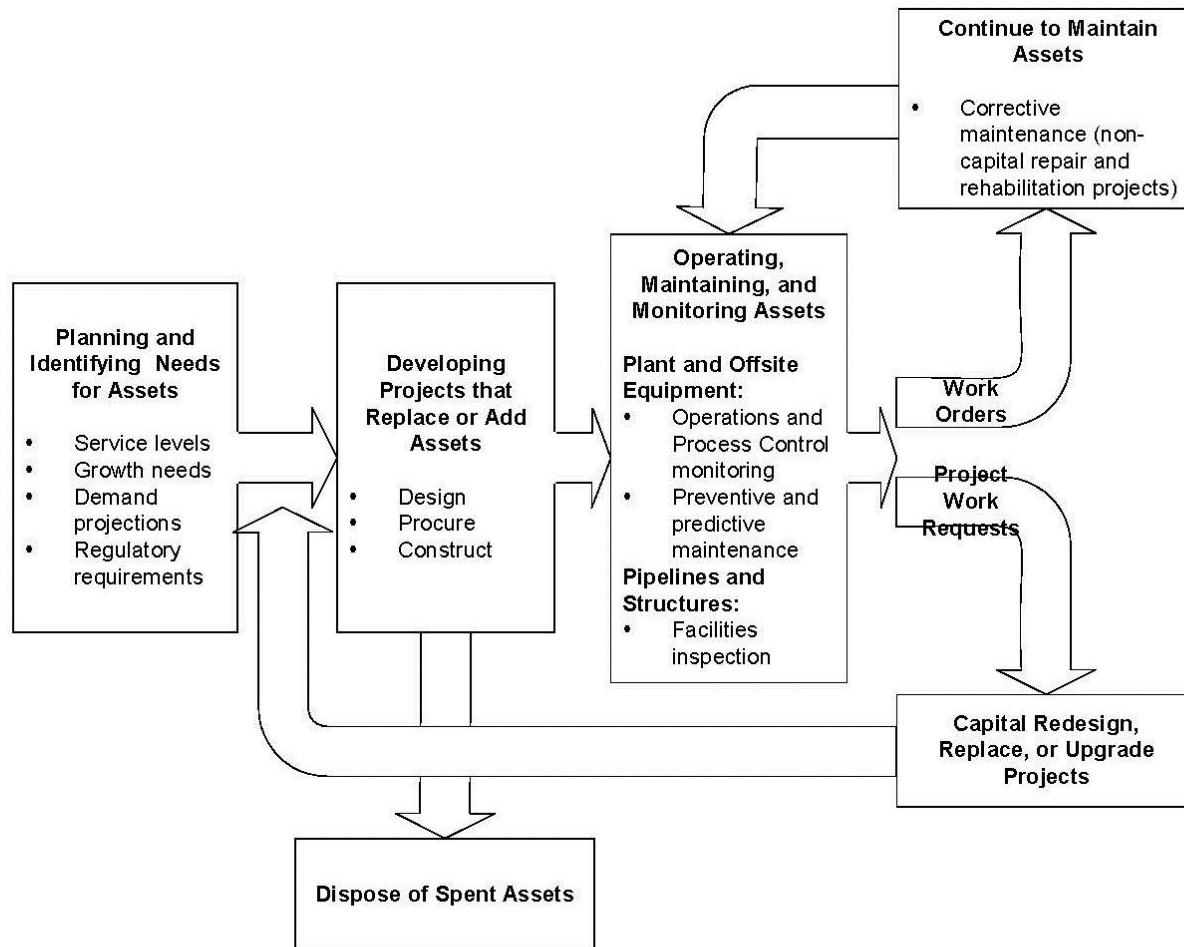 Continue to Maintain
Assets
• Corrective
maintenance (non-
capital repair and
rehabilitation projects)
Planning and
Identifying Needs
for Assets
• Service levels
• Growth needs
• Demand
projections
• Regulatory
requirements
Developing
Projects that
Replace or Add
Assets
• Design
• Procure
• Construct
Operating,
Maintaining, and
Monitoring Assets
Plant and Offsite
Equipment:
• Operations and
Process Control
monitoring
• Preventive and
predictive
maintenance
Pipelines and
Structures:
• Facilities
inspection
Work
Orders
Project
Work
Requests
Capital Redesign,
Replace, or Upgrade
Projects
Dispose of Spent Assets